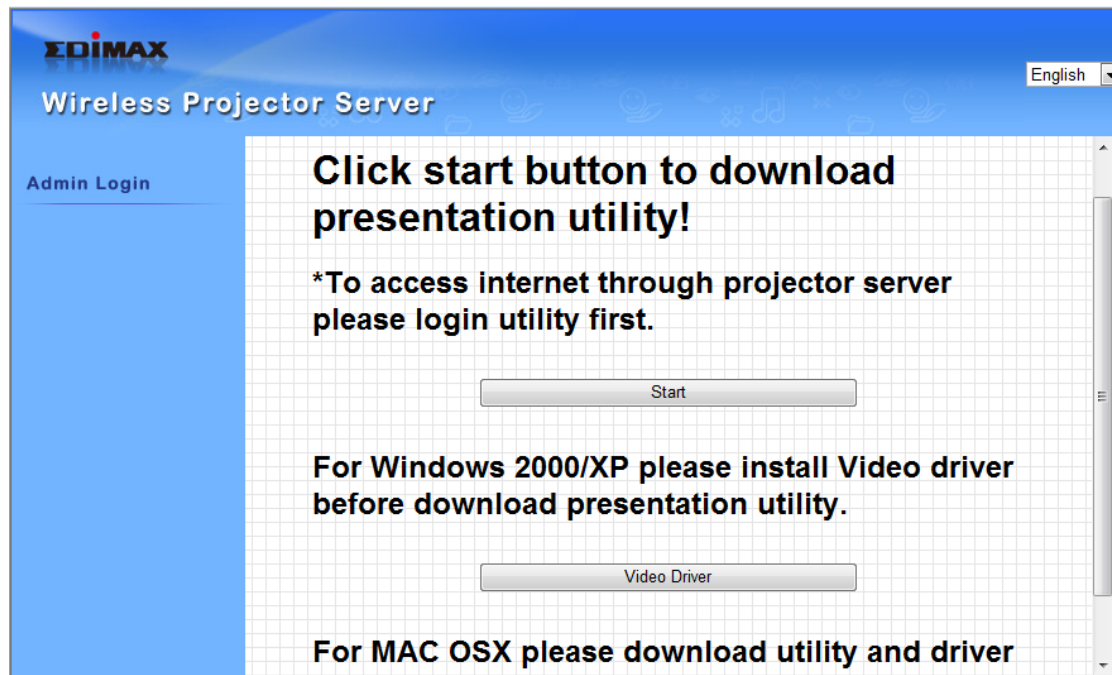 EDIMAX
English
Wireless Projector Server
Admin Login
Click start button to download
presentation utility!
*To access internet through projector server
please login utility first.
Start
For Windows 2000/XP please install Video driver
before download presentation utility.
Video Driver
For MAC OSX please download utility and driver